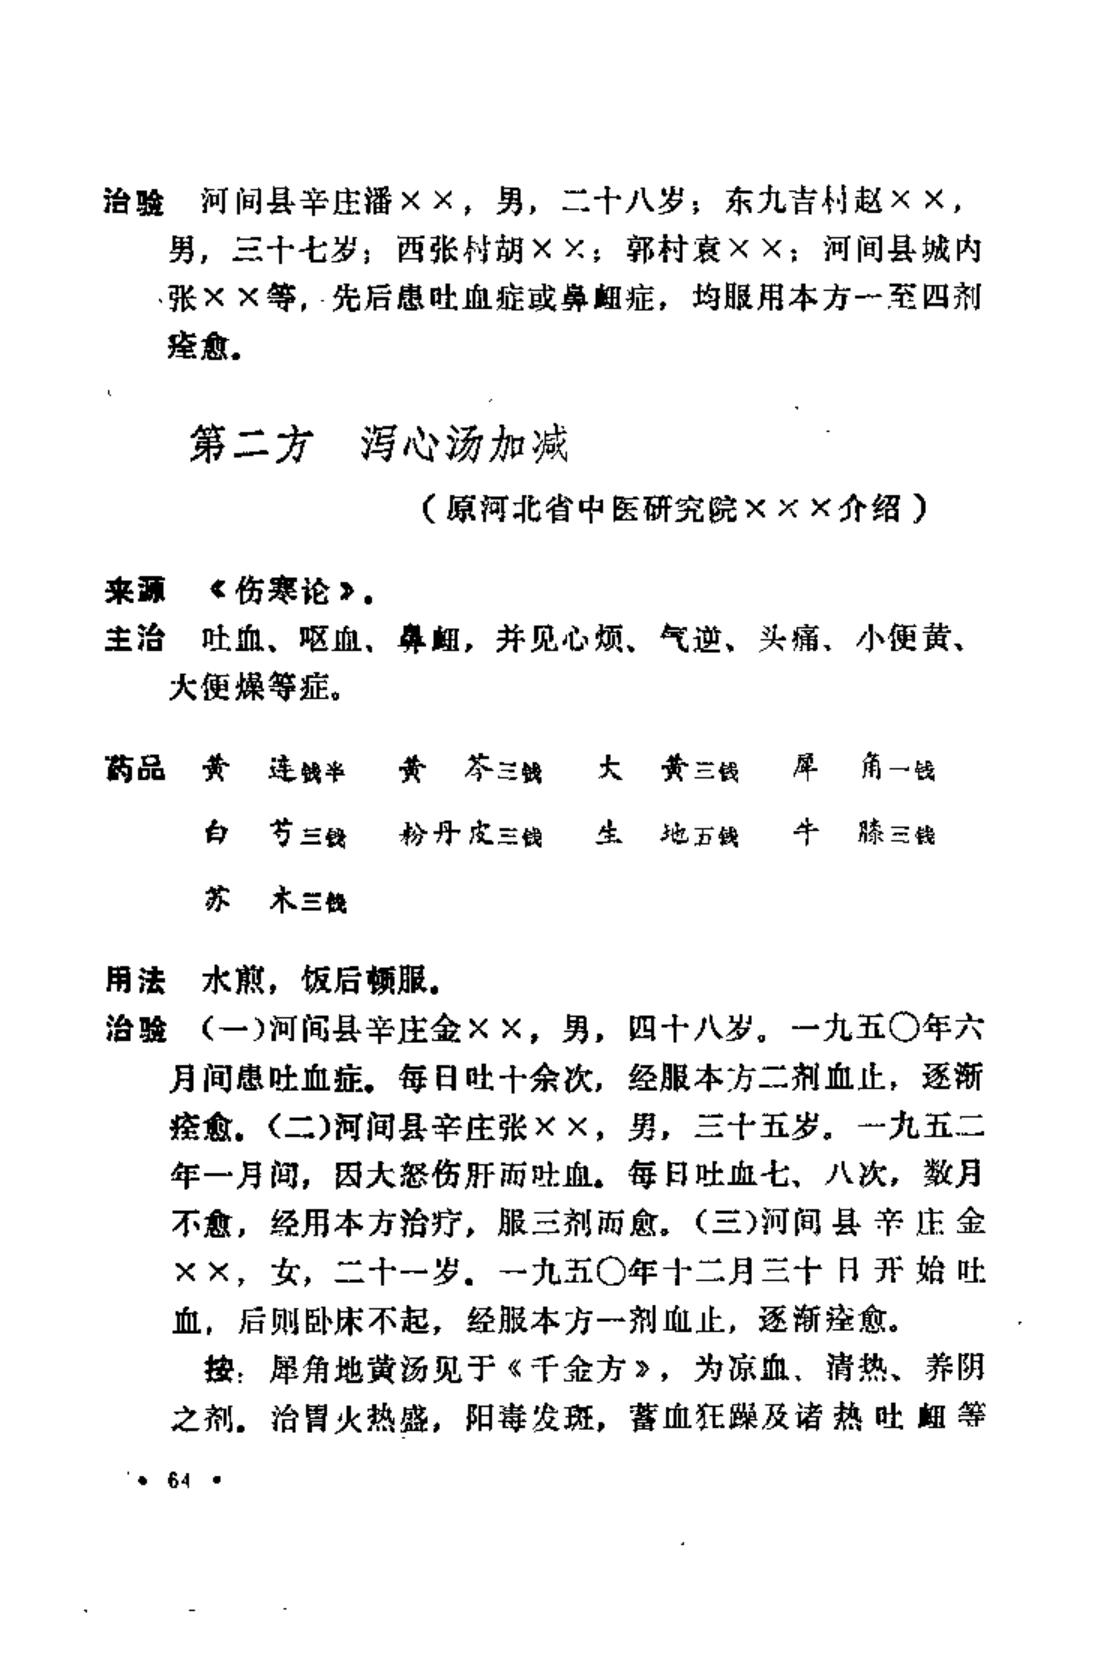 治验　河间县辛庄潘××，男，二十八岁；东九吉村赵××，
男，三十七岁；西张村胡××；郭村袁××；河间县城内
张××等，先后患吐血症或鼻衄症，均服用本方一至四剂
痊愈。
第二方　泻心汤加减
（原河北省中医研究院×××介绍）
来源　《伤寒论》。
主治　吐血、呕血、鼻衄，并见心烦、气逆、头痛、小便黄、
大便燥等症。
药品　黄　连钱半　黄　芩三钱　大　黄三钱　犀　角一钱
白　芍三钱　粉丹皮三钱　生　地五钱　牛　膝三钱
苏　木三钱
用法　水煎，饭后顿服。
治验　（一）河间县辛庄金××，男，四十八岁。一九五〇年六
月间患吐血症。每日吐十余次，经服本方二剂血止，逐渐
痊愈。（二）河间县辛庄张××，男，三十五岁。一九五二
年一月间，因大怒伤肝而吐血。每日吐血七、八次，数月
不愈，经用本方治疗，服三剂而愈。（三）河间县辛庄金
××，女，二十一岁。一九五〇年十二月三十日开始吐
血，后则卧床不起，经服本方一剂血止，逐渐痊愈。
按：犀角地黄汤见于《千金方》，为凉血、清热、养阴
之剂。治胃火热盛，阳毒发斑，蓄血狂躁及诸热吐衄等
• 64 •